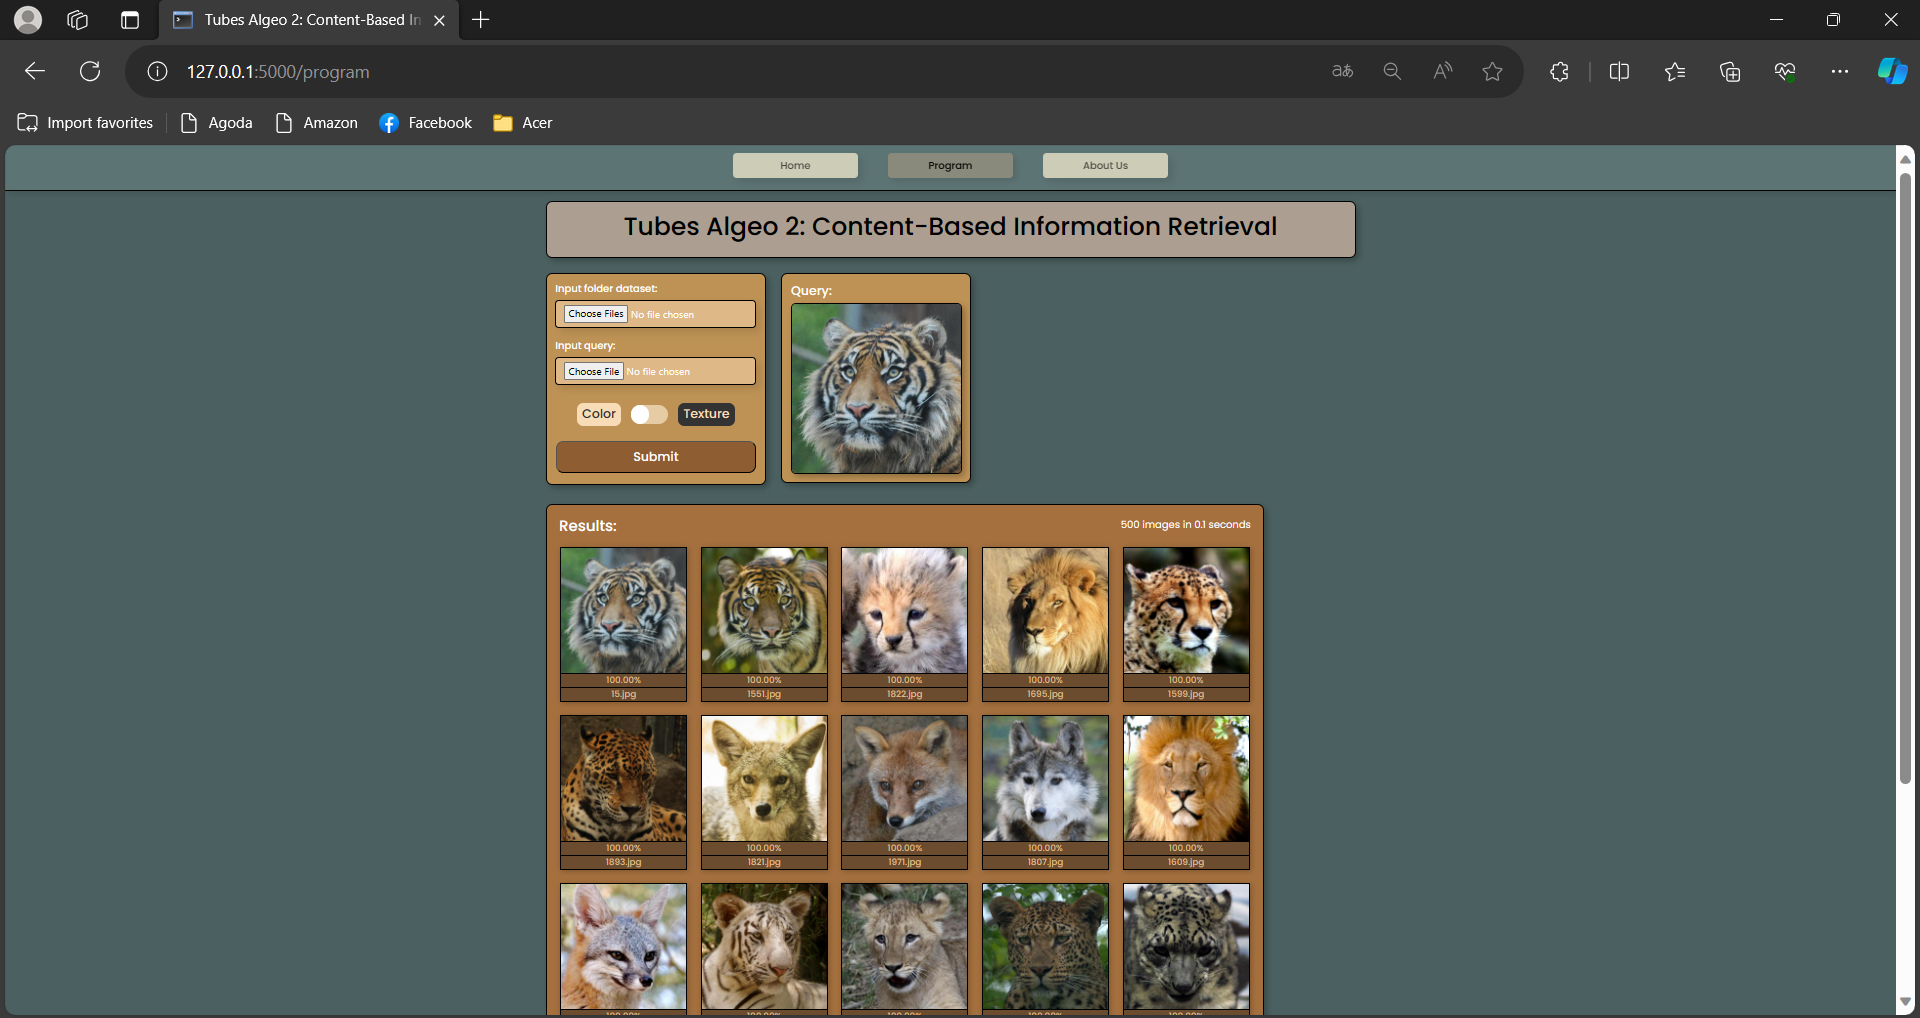 Tubes Algeo 2: Content-Based In
127.0.0.1:5000/program
Import favorites
Agoda
Amazon
Facebook
Acer
Home
Program
About Us
Tubes Algeo 2: Content-Based Information Retrieval
Input folder dataset:
Choose Files No file chosen
Input query:
Choose File No file chosen
Color
Texture
Submit
Query:
Results:
500 images in 0.1 seconds
100.00% 100.00% 100.00% 100.00% 100.00%
15.jpg 1551.jpg 1822.jpg 1695.jpg 1599.jpg
100.00% 100.00% 100.00% 100.00% 100.00%
1893.jpg 1821.jpg 1971.jpg 1807.jpg 1609.jpg